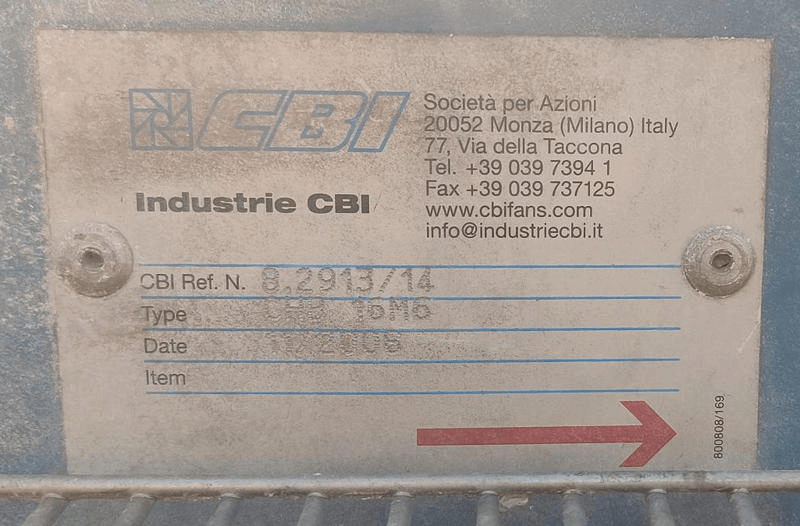 CBI
Società per Azioni
20052 Monza (Milano) Italy
77, Via della Taccona
Tel. +39 039 7394 1
Fax +39 039 737125
www.cbifans.com
info@industriecbi.it
Industrie CBI
CBI Ref. N. 8.2913/14
Type 16M6
Date
Item
800808/169